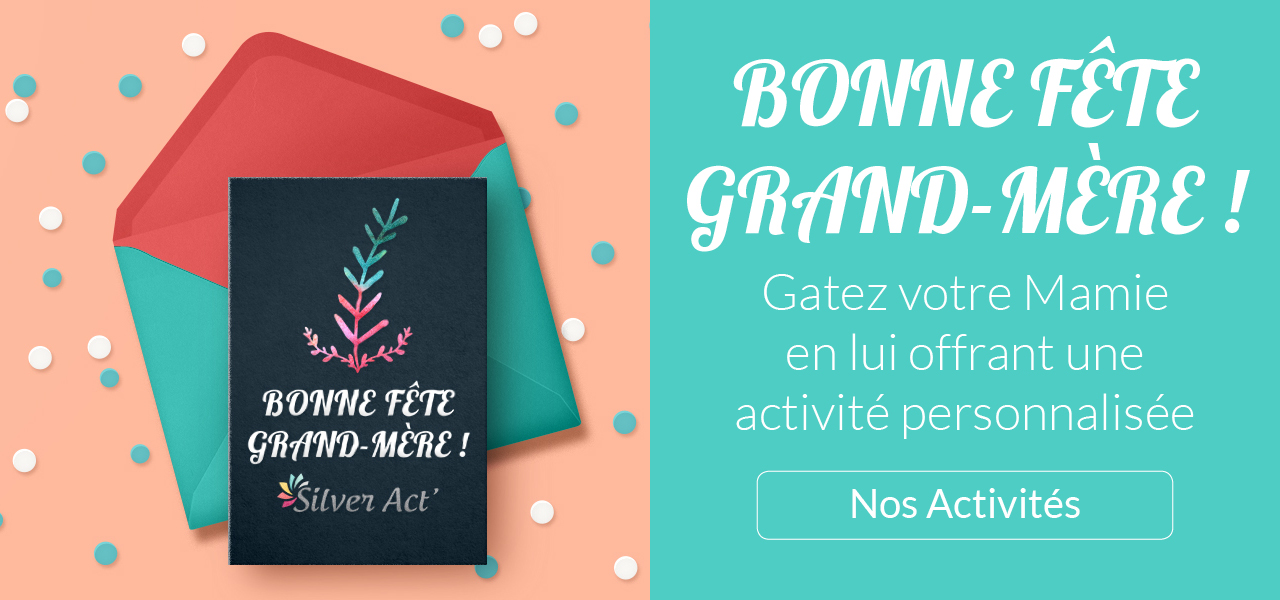 BONNE FÊTE
GRAND-MÈRE !
Silver Act'
BONNE FÊTE
GRAND-MÈRE !
Gatez votre Mamie
en lui offrant une
activité personnalisée
Nos Activités